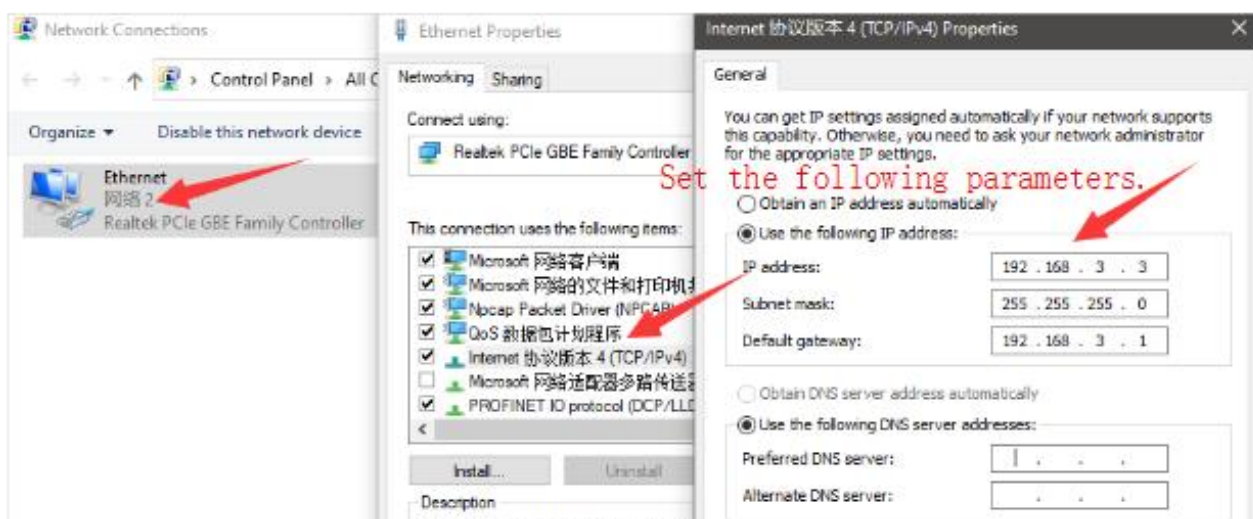 Network Connections
Control Panel › All C
Organize
Disable this network device
Ethernet
网络 2
Realtek PCIe GBE Family Controller
Ethernet Properties
Networking
Sharing
Connect using:
Realtek PCIe GBE Family Controller
This connection uses the following items:
Microsoft 网络客户端
Microsoft 网络的文件和打印机
Npcap Packet Driver (NPCAP)
QoS 数据包计划程序
Internet 协议版本 4 (TCP/IPv4)
Microsoft 网络适配器多路传送
PROFINET IO protocol (DCP/LLD
Install...
Uninstall
Description
Internet 协议版本 4 (TCP/IPv4) Properties
General
You can get IP settings assigned automatically if your network supports
this capability. Otherwise, you need to ask your network administrator
for the appropriate IP settings.
Set the following parameters.
Obtain an IP address automatically
Use the following IP address:
IP address:
192 . 168 . 3 . 3
Subnet mask:
255 . 255 . 255 . 0
Default gateway:
192 . 168 . 3 . 1
Obtain DNS server address automatically
Use the following DNS server addresses:
Preferred DNS server:
Alternate DNS server: